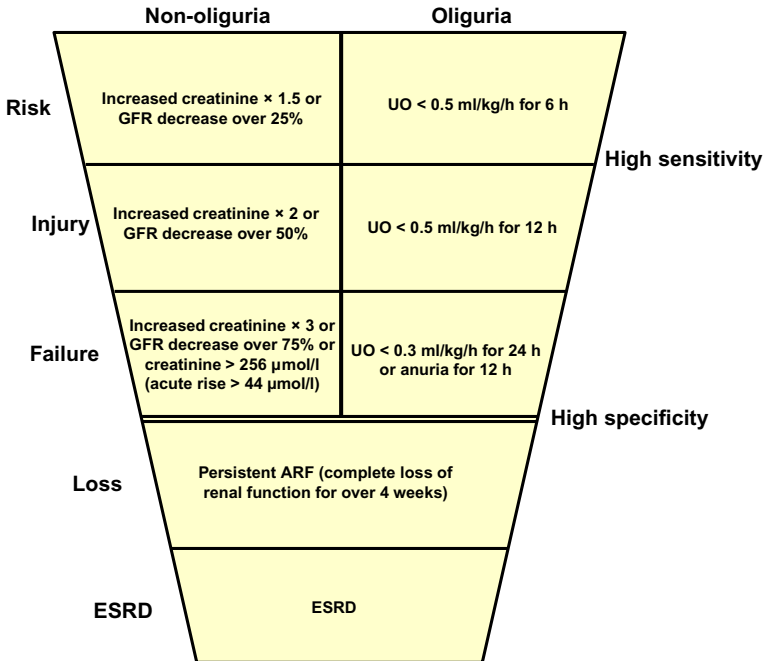 Non-oliguria
Oliguria
Risk
Increased creatinine × 1.5 or
GFR decrease over 25%
UO < 0.5 ml/kg/h for 6 h
High sensitivity
Injury
Increased creatinine × 2 or
GFR decrease over 50%
UO < 0.5 ml/kg/h for 12 h
Failure
Increased creatinine × 3 or
GFR decrease over 75% or
creatinine > 256 µmol/l
(acute rise > 44 µmol/l)
UO < 0.3 ml/kg/h for 24 h
or anuria for 12 h
High specificity
Loss
Persistent ARF (complete loss of
renal function for over 4 weeks)
ESRD
ESRD